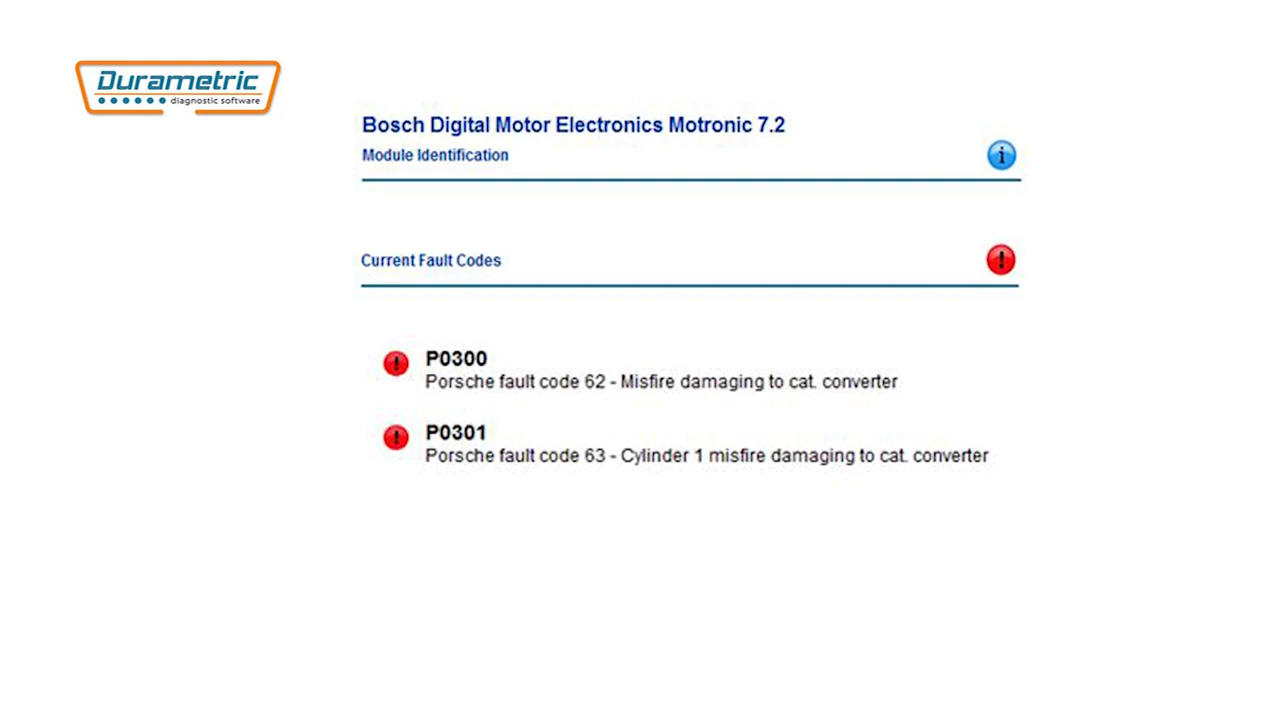 Durametric
diagnostic software
Bosch Digital Motor Electronics Motronic 7.2
Module Identification
Current Fault Codes
P0300
Porsche fault code 62 - Misfire damaging to cat. converter
P0301
Porsche fault code 63 - Cylinder 1 misfire damaging to cat. converter